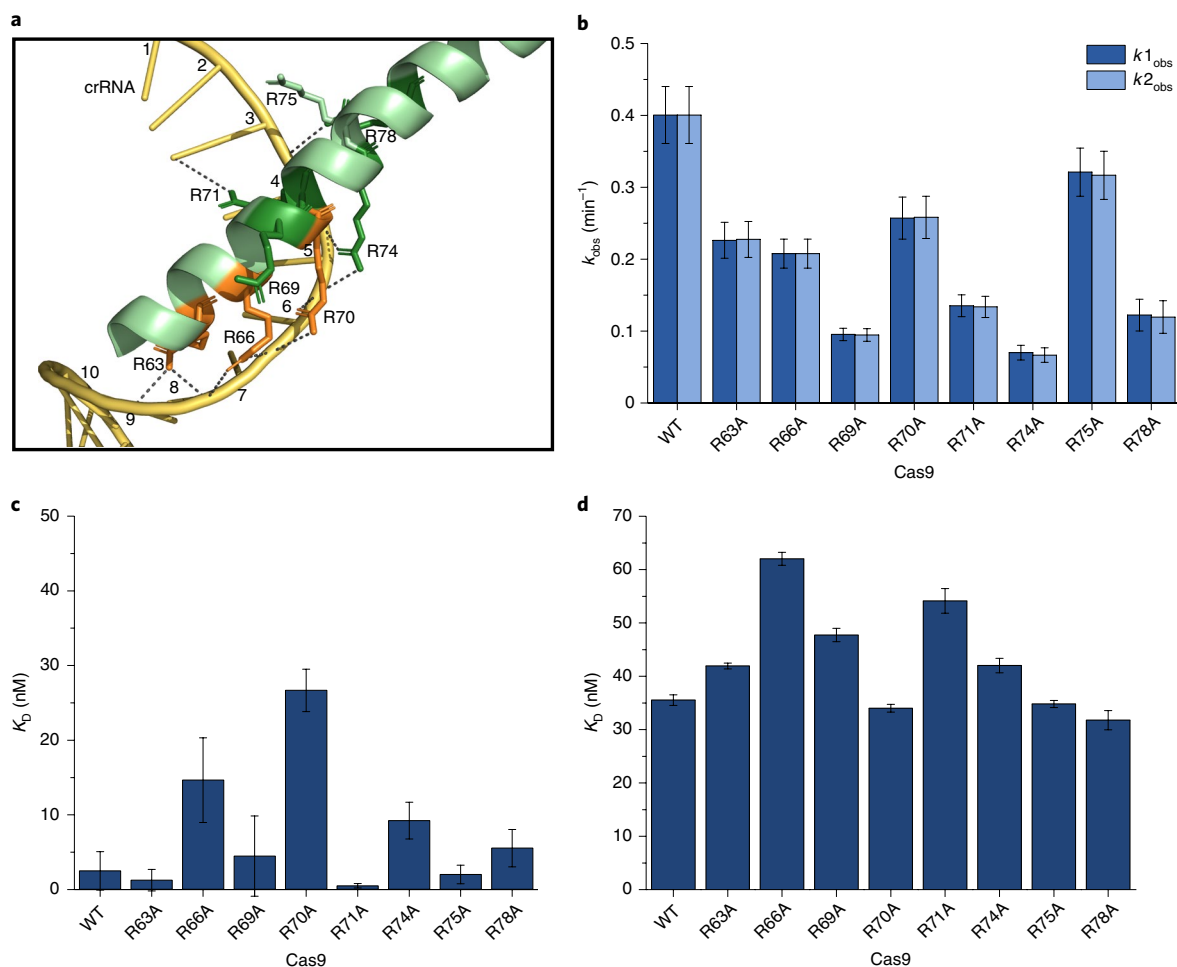 a
1
2
crRNA
R75
3
R78
R71
4
5
R74
R69
6
R70
R66
R63
10
8
7
9
b
0.5
k1obs
k2obs
0.4
0.3
kobs (min−1)
0.2
0.1
0
WT
R63A
R66A
R69A
R70A
R71A
R74A
R75A
R78A
Cas9
c
50
40
30
KD (nM)
20
10
0
WT
R63A
R66A
R69A
R70A
R71A
R74A
R75A
R78A
Cas9
d
70
60
50
40
KD (nM)
30
20
10
0
WT
R63A
R66A
R69A
R70A
R71A
R74A
R75A
R78A
Cas9